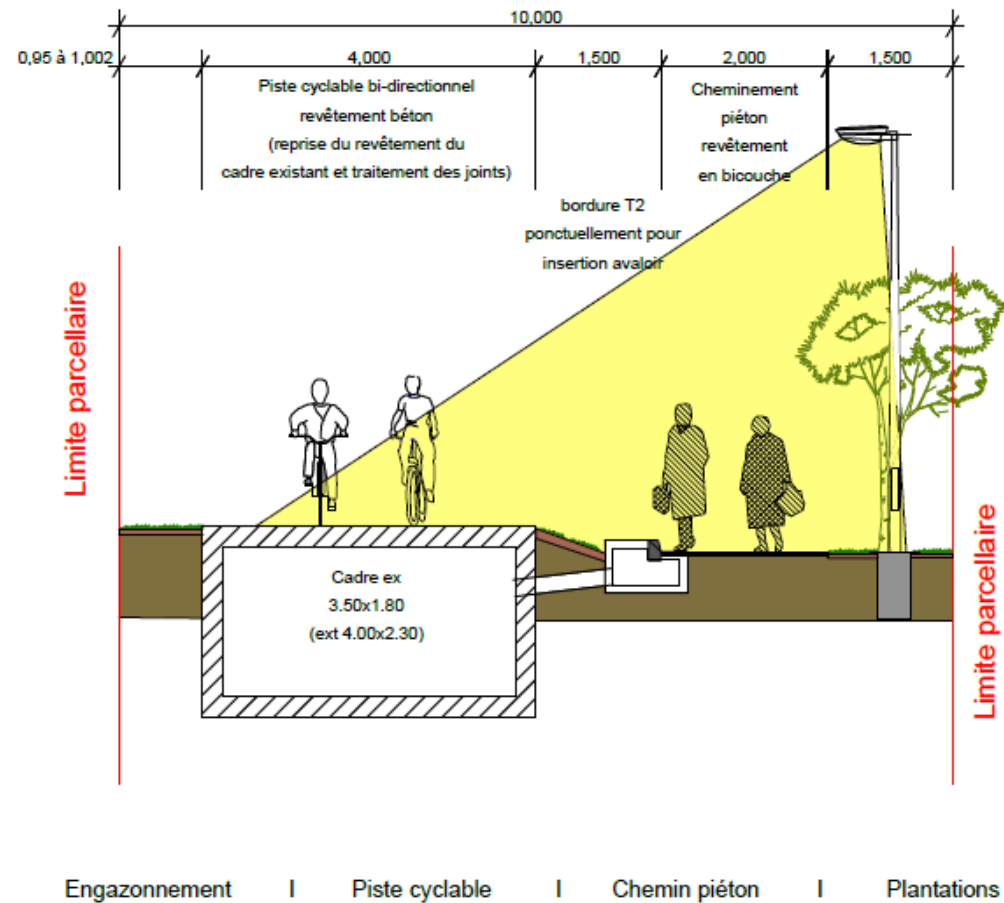 10,000
0,95 à 1,002
4,000
1,500
2,000
1,500
Piste cyclable bi-directionnel
revêtement béton
(reprise du revêtement du
cadre existant et traitement des joints)
Cheminement
piéton
revêtement
en bicouche
bordure T2
ponctuellement pour
insertion avaloir
Limite parcellaire
Cadre ex
3.50x1.80
(ext 4.00x2.30)
Limite parcellaire
Engazonnement I Piste cyclable I Chemin piéton I Plantations